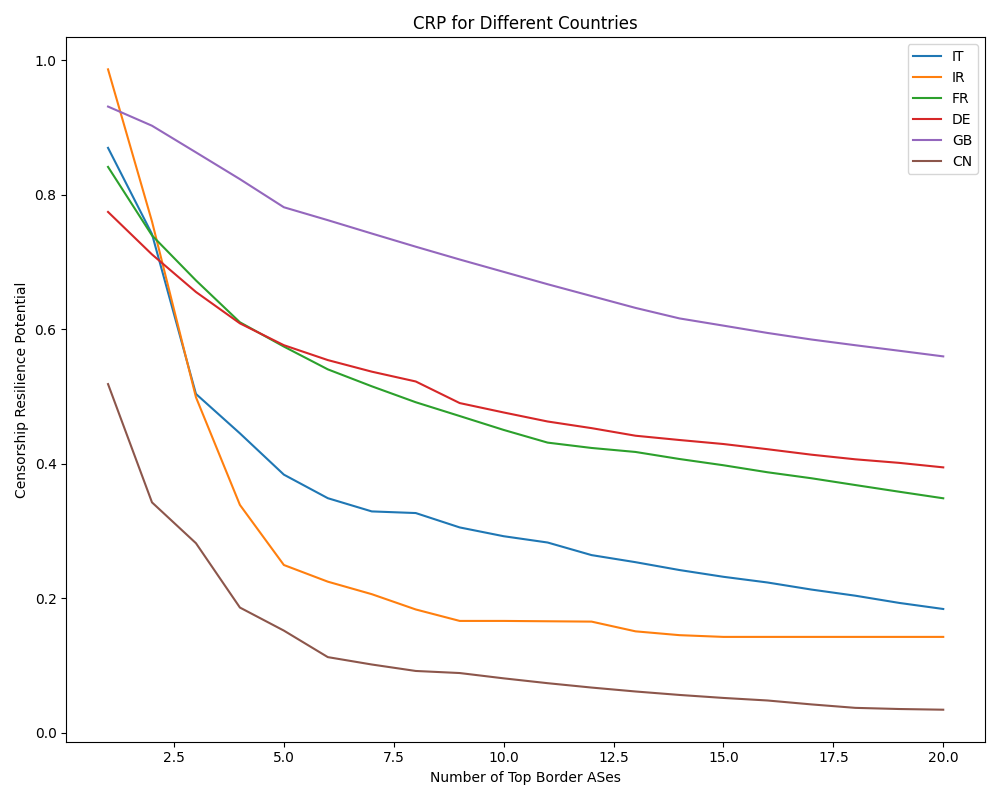 CRP for Different Countries
1.0
0.8
0.6
0.4
0.2
0.0
Censorship Resilience Potential
2.5
5.0
7.5
10.0
12.5
15.0
17.5
20.0
Number of Top Border ASes
IT
IR
FR
DE
GB
CN